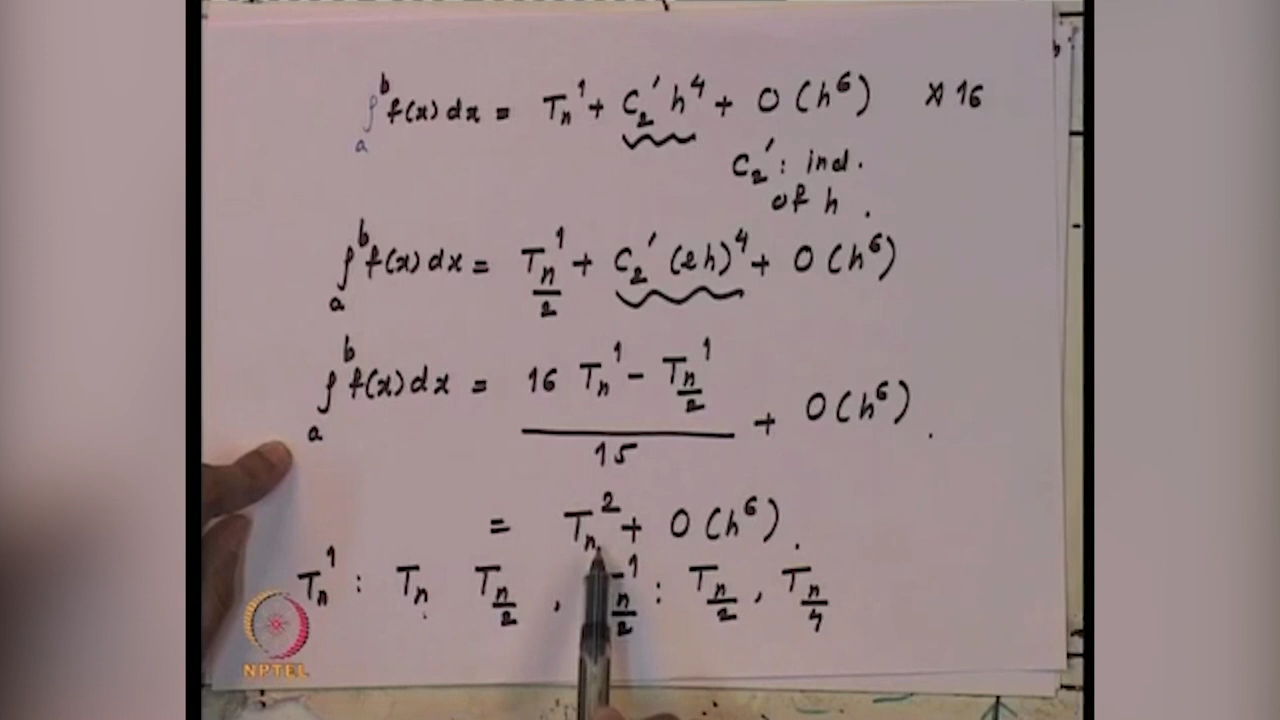 ∫_a^b f(x) dx = T_n^1 + C_2' h^4 + O(h^6) × 16
C_2' : ind.
of h.
∫_a^b f(x) dx = T_{n/2}^1 + C_2' (2h)^4 + O(h^6)
∫_a^b f(x) dx = (16 T_n^1 - T_{n/2}^1) / 15 + O(h^6).
= T_n^2 + O(h^6).
T_n^1 : T_n T_{n/2} , T_{n/2}^1 : T_{n/2} , T_{n/4}
NPTEL